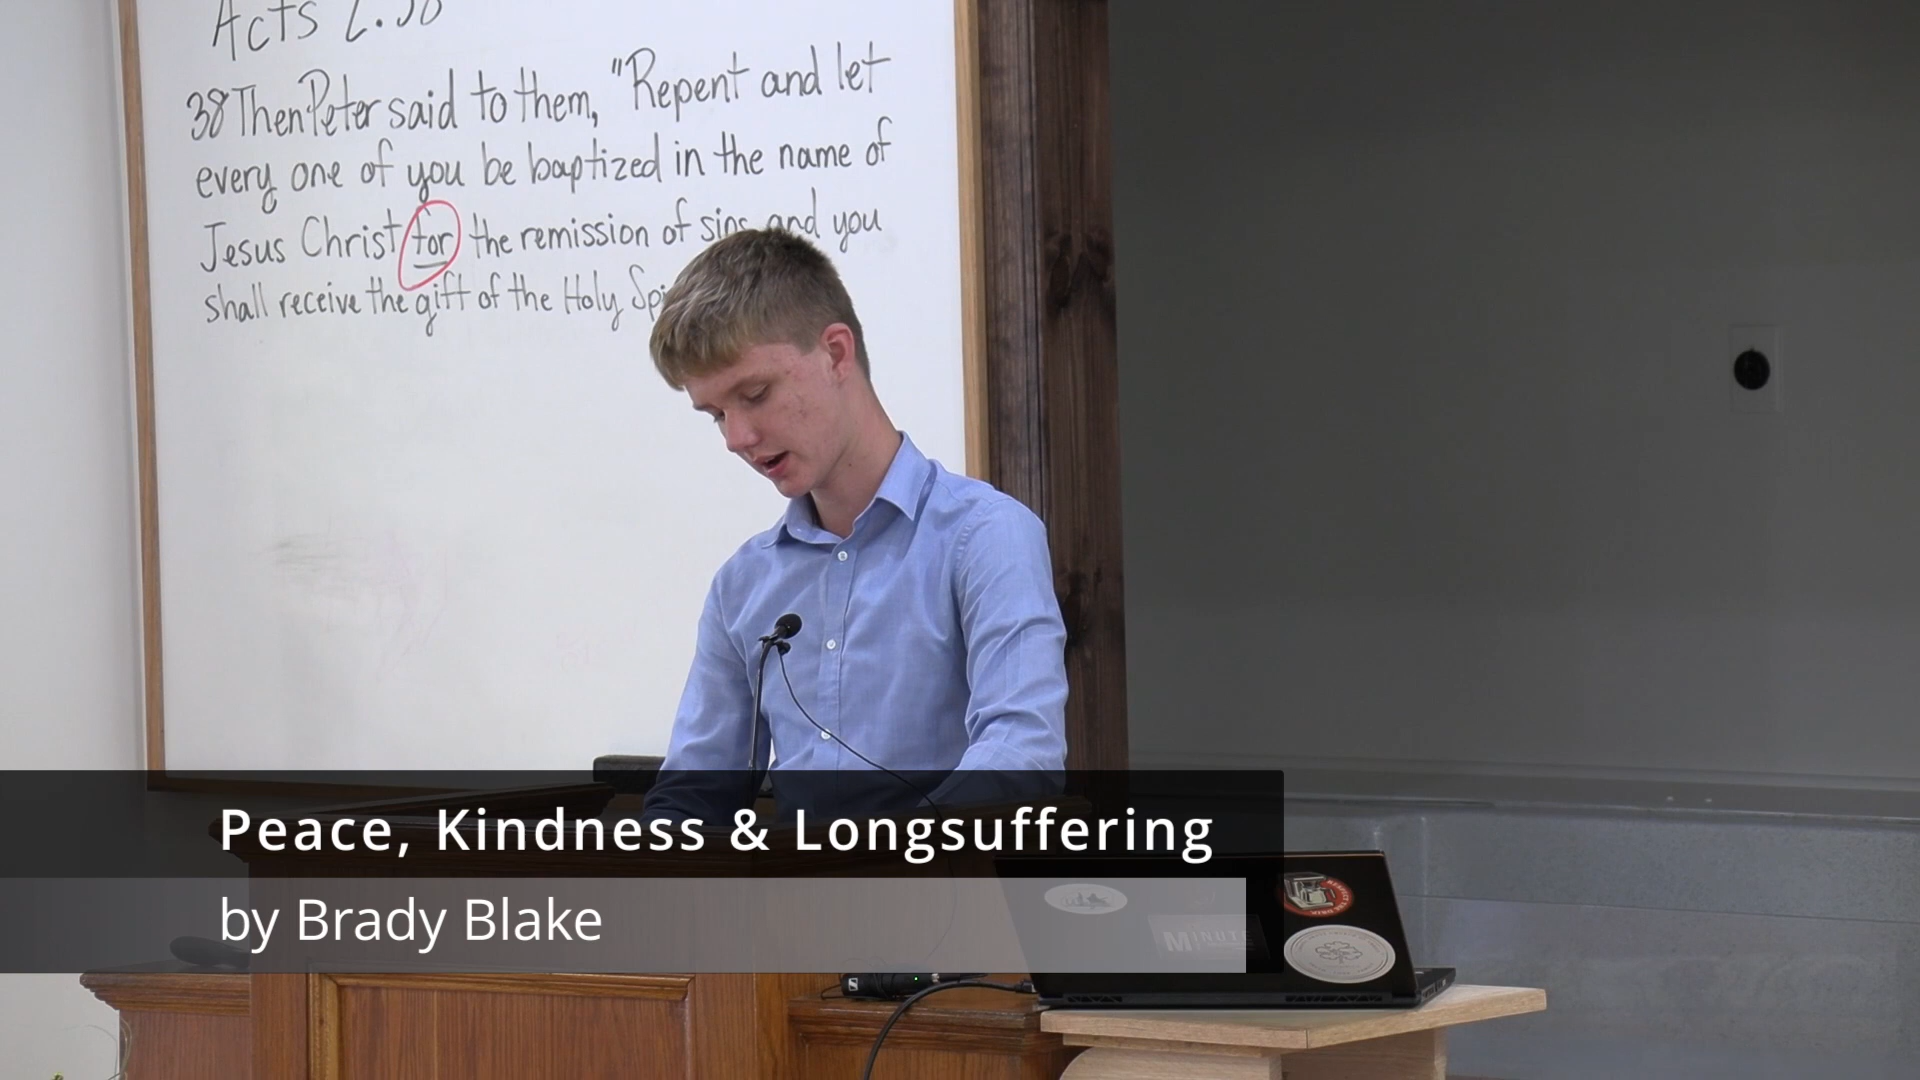 Acts 2:38
38 Then Peter said to them, "Repent and let
every one of you be baptized in the name of
Jesus Christ for the remission of sins and you
shall receive the gift of the Holy
Peace, Kindness & Longsuffering
by Brady Blake
MINUTE